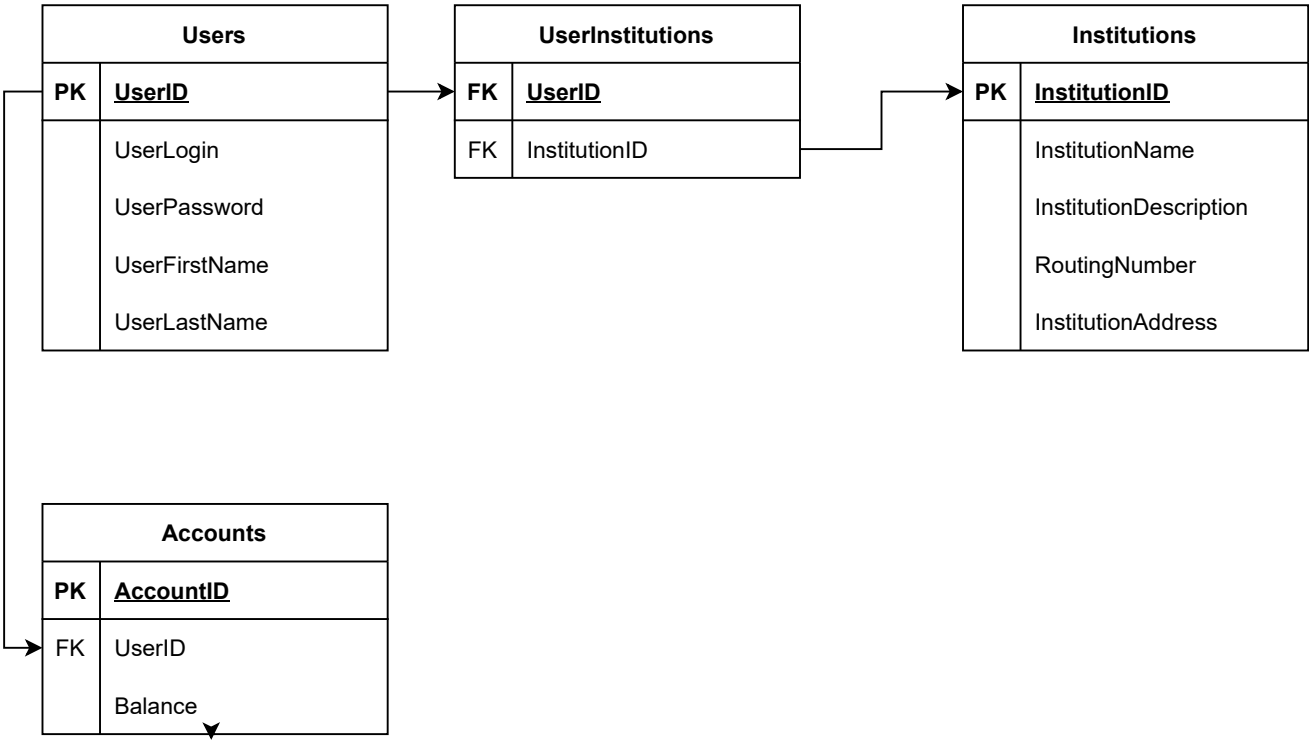 Users
PK UserID
UserLogin
UserPassword
UserFirstName
UserLastName
UserInstitutions
FK UserID
FK InstitutionID
Institutions
PK InstitutionID
InstitutionName
InstitutionDescription
RoutingNumber
InstitutionAddress
Accounts
PK AccountID
FK UserID
Balance